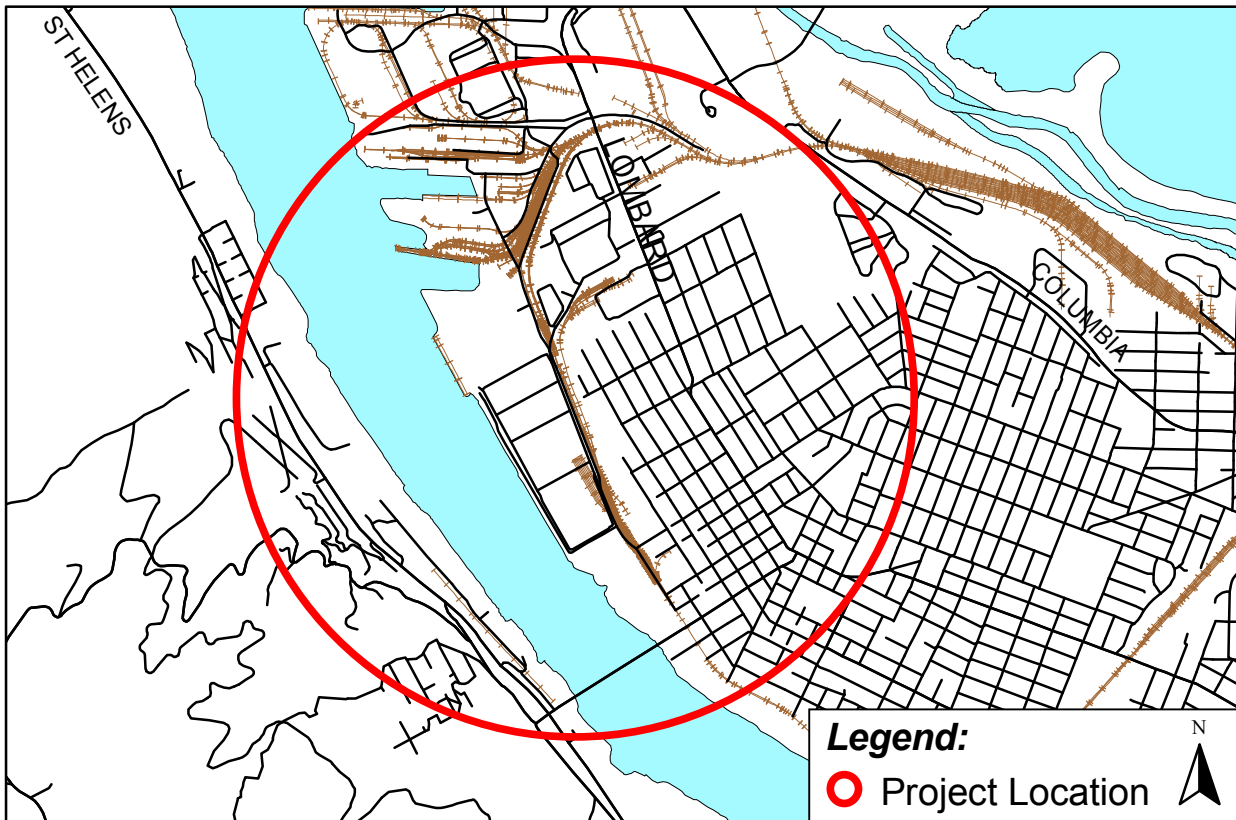 ST HELENS
LOMBARD
COLUMBIA
Legend:
N
Project Location